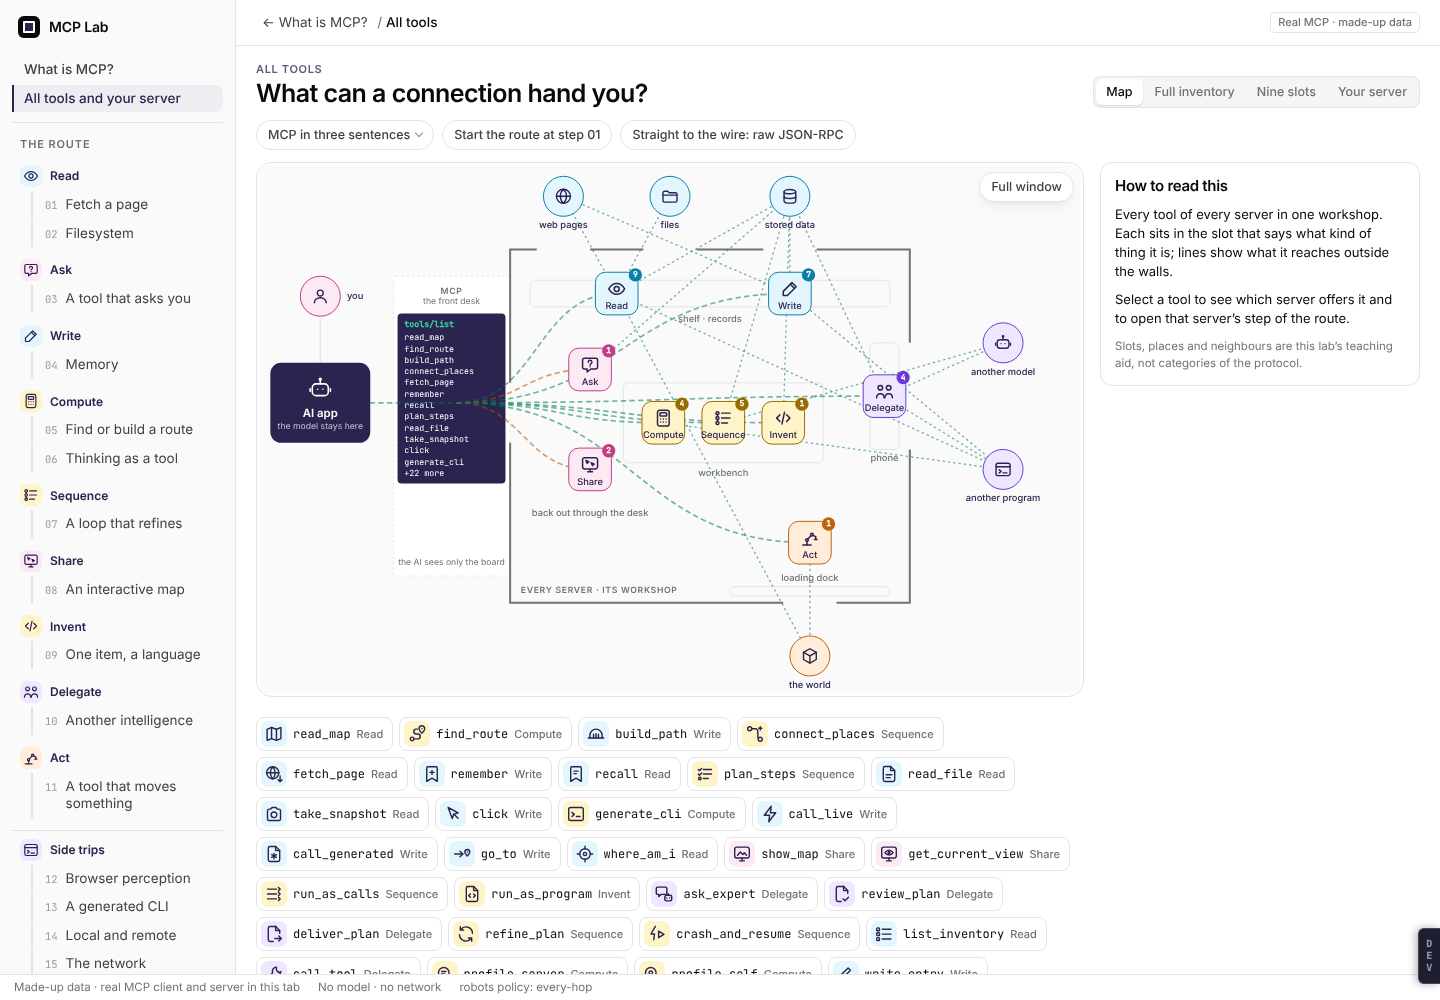 MCP Lab
What is MCP?
All tools and your server
THE ROUTE
Read
01 Fetch a page
02 Filesystem
Ask
03 A tool that asks you
Write
04 Memory
Compute
05 Find or build a route
06 Thinking as a tool
Sequence
07 A loop that refines
Share
08 An interactive map
Invent
09 One item, a language
Delegate
10 Another intelligence
Act
11 A tool that moves
something
Side trips
12 Browser perception
13 A generated CLI
14 Local and remote
15 The network
← What is MCP? / All tools
Real MCP · made-up data
ALL TOOLS
What can a connection hand you?
Map Full inventory Nine slots Your server
MCP in three sentences
Start the route at step 01
Straight to the wire: raw JSON-RPC
Full window
web pages
files
stored data
you
AI app
the model stays here
MCP
the front desk
tools/list
read_map
find_route
build_path
connect_places
fetch_page
remember
recall
plan_steps
read_file
take_snapshot
click
generate_cli
+22 more
the AI sees only the board
9
Read
7
Write
shelf · records
1
Ask
4
Compute
5
Sequence
1
Invent
workbench
2
Share
back out through the desk
4
Delegate
phone
1
Act
loading dock
EVERY SERVER · ITS WORKSHOP
another model
another program
the world
How to read this
Every tool of every server in one workshop.
Each sits in the slot that says what kind of
thing it is; lines show what it reaches outside
the walls.
Select a tool to see which server offers it and
to open that server's step of the route.
Slots, places and neighbours are this lab's teaching
aid, not categories of the protocol.
read_map Read find_route Compute build_path Write connect_places Sequence
fetch_page Read remember Write recall Read plan_steps Sequence read_file Read
take_snapshot Read click Write generate_cli Compute call_live Write
call_generated Write go_to Write where_am_i Read show_map Share get_current_view Share
run_as_calls Sequence run_as_program Invent ask_expert Delegate review_plan Delegate
deliver_plan Delegate refine_plan Sequence crash_and_resume Sequence list_inventory Read
call_tool Delegate profile_server Compute profile_self Compute write_entry Write
DEV
Made-up data · real MCP client and server in this tab No model · no network robots policy: every-hop